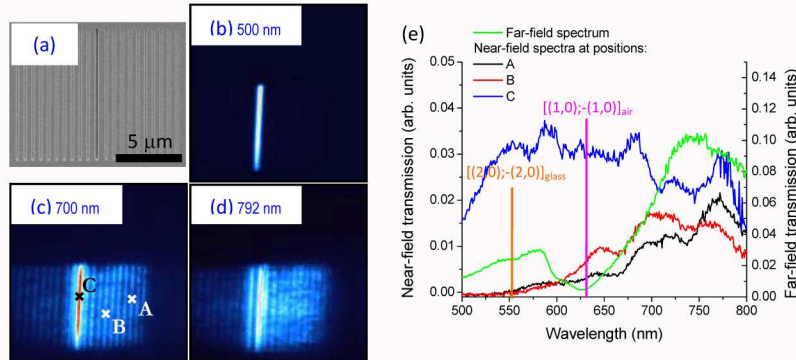 (a)
5 μm
(b) 500 nm
(c) 700 nm
C
A
B
(d) 792 nm
(e)
Far-field spectrum
Near-field spectra at positions:
A
B
C
[(1,0);-(1,0)]air
[(2,0);-(2,0)]glass
Near-field transmission (arb. units)
0.05
0.04
0.03
0.02
0.01
0.00
Far-field transmission (arb. units)
0.14
0.12
0.10
0.08
0.06
0.04
0.02
0.00
500 550 600 650 700 750 800
Wavelength (nm)